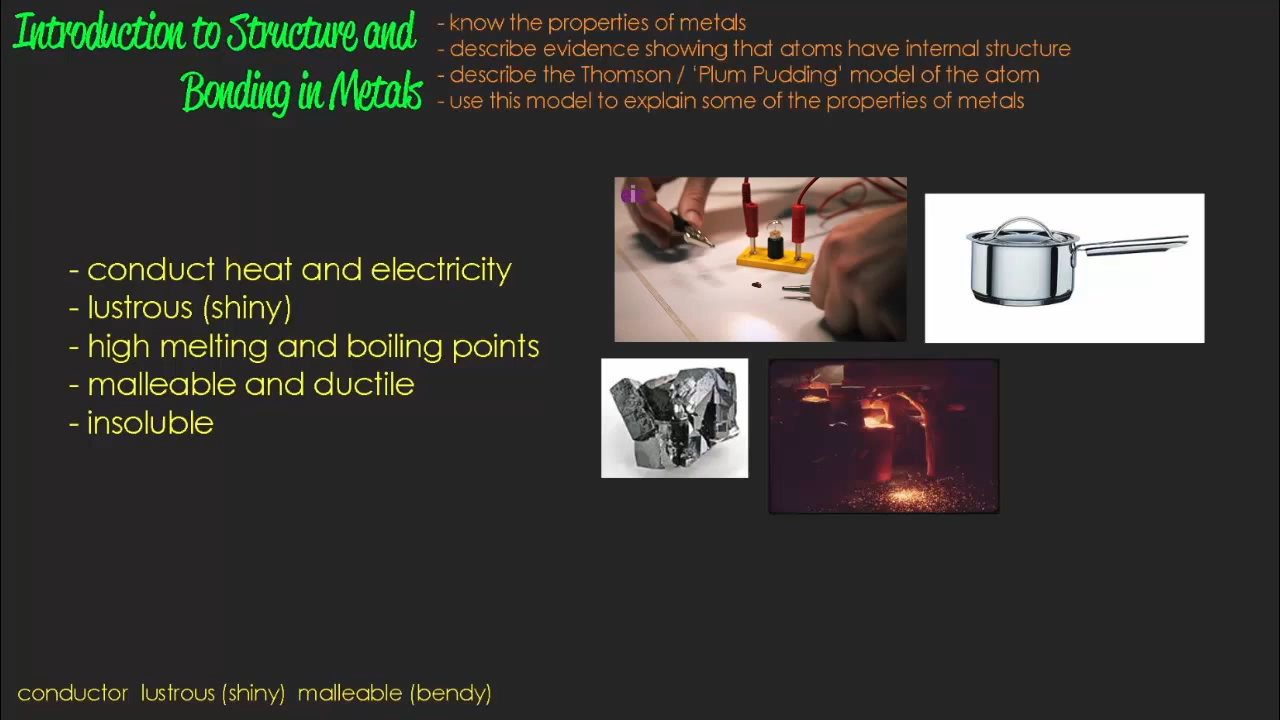 Introduction to Structure and
Bonding in Metals
- know the properties of metals
- describe evidence showing that atoms have internal structure
- describe the Thomson / ‘Plum Pudding’ model of the atom
- use this model to explain some of the properties of metals
- conduct heat and electricity
- lustrous (shiny)
- high melting and boiling points
- malleable and ductile
- insoluble
i
conductor lustrous (shiny) malleable (bendy)